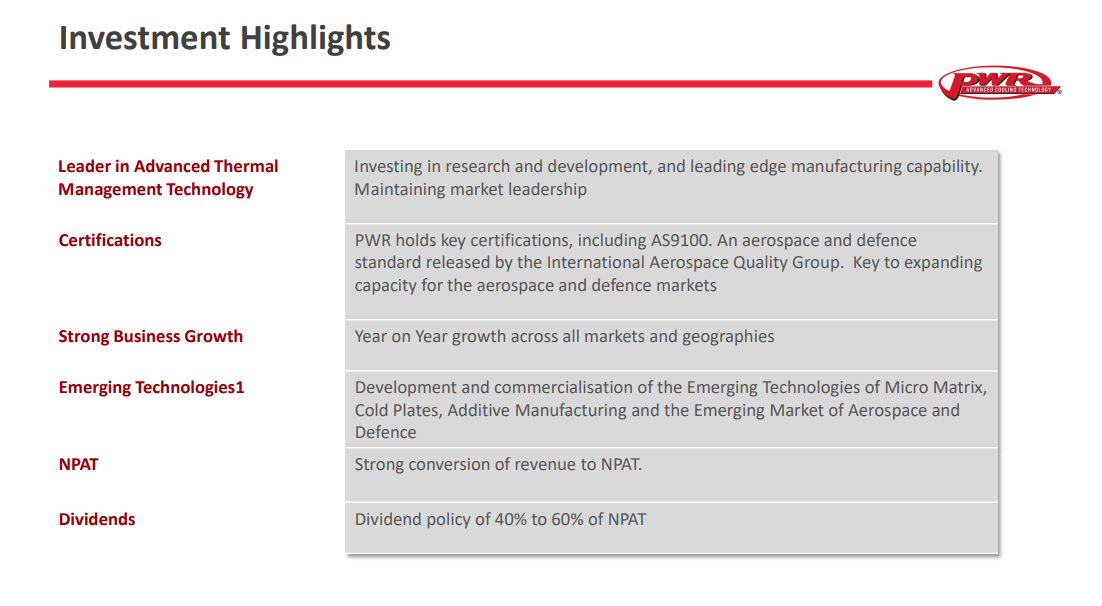 Investment Highlights
PWR
ADVANCED COOLING TECHNOLOGY
Leader in Advanced Thermal
Management Technology
Investing in research and development, and leading edge manufacturing capability.
Maintaining market leadership
Certifications
PWR holds key certifications, including AS9100. An aerospace and defence
standard released by the International Aerospace Quality Group.  Key to expanding
capacity for the aerospace and defence markets
Strong Business Growth
Year on Year growth across all markets and geographies
Emerging Technologies1
Development and commercialisation of the Emerging Technologies of Micro Matrix,
Cold Plates, Additive Manufacturing and the Emerging Market of Aerospace and
Defence
NPAT
Strong conversion of revenue to NPAT.
Dividends
Dividend policy of 40% to 60% of NPAT